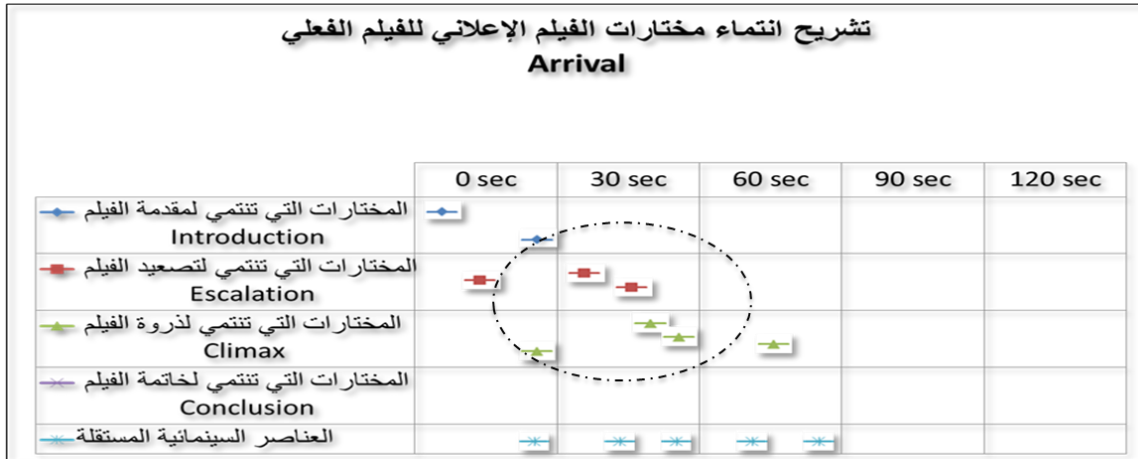 تشريح انتماء مختارات الفيلم الإعلاني للفيلم الفعلي
Arrival
0 sec 30 sec 60 sec 90 sec 120 sec
المختارات التي تنتمي لمقدمة الفيلم
Introduction
المختارات التي تنتمي لتصعيد الفيلم
Escalation
المختارات التي تنتمي لذروة الفيلم
Climax
المختارات التي تنتمي لخاتمة الفيلم
Conclusion
العناصر السينمائية المستقلة